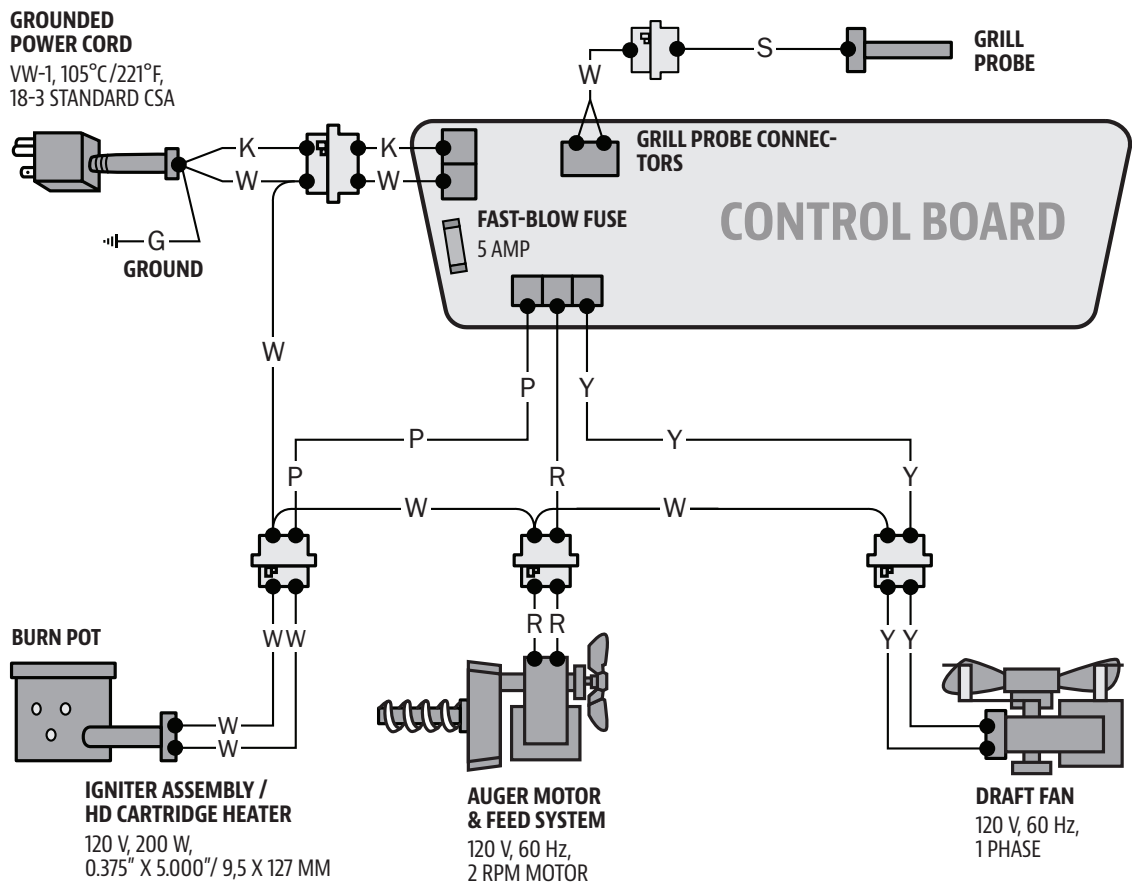 GROUNDED
POWER CORD
VW-1, 105°C/221°F,
18-3 STANDARD CSA
GRILL
PROBE
S
W
K
K
W
W
GRILL PROBE CONNEC-
TORS
CONTROL BOARD
FAST-BLOW FUSE
5 AMP
G
GROUND
W
P
Y
P
Y
P
R
Y
W
W
W W
R R
Y Y
BURN POT
W
W
IGNITER ASSEMBLY /
HD CARTRIDGE HEATER
120 V, 200 W,
0.375” X 5.000”/ 9,5 X 127 MM
AUGER MOTOR
& FEED SYSTEM
120 V, 60 Hz,
2 RPM MOTOR
DRAFT FAN
120 V, 60 Hz,
1 PHASE